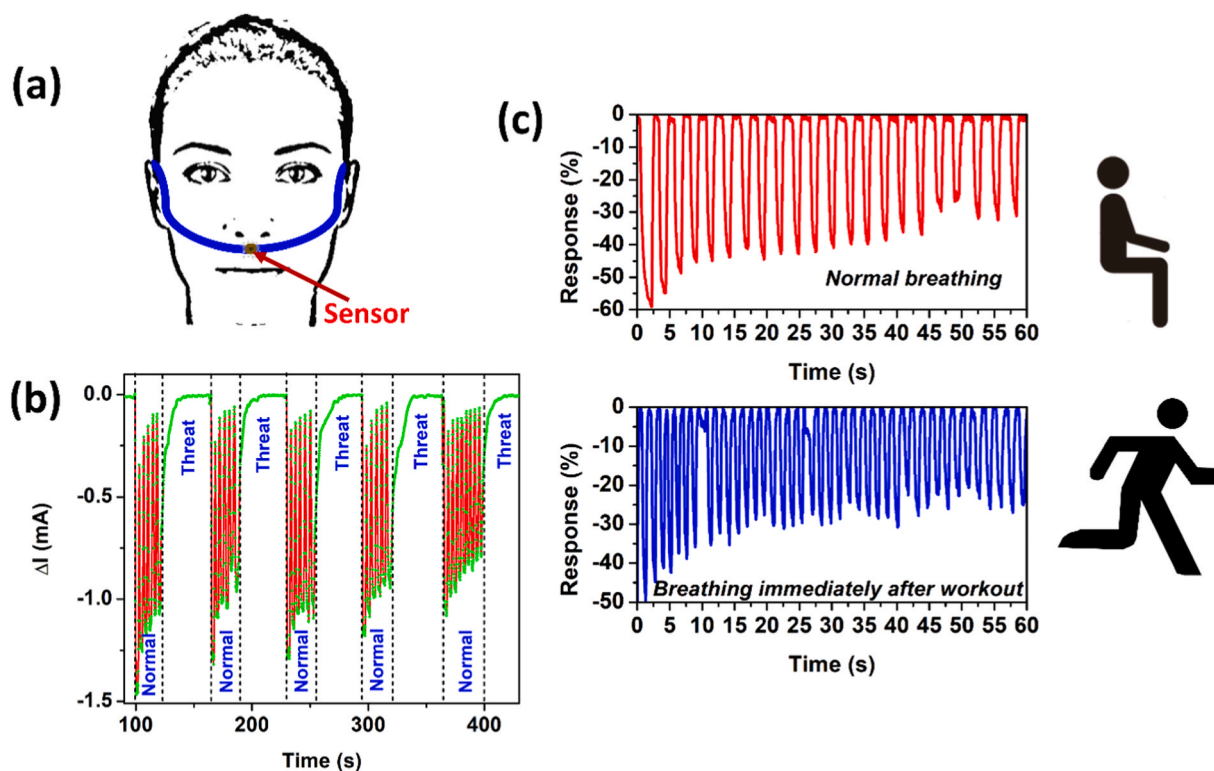 (a)
Sensor
(b)
0.0
-0.5
-1.0
-1.5
ΔI (mA)
Normal
Threat
Normal
Threat
Normal
Threat
Normal
Threat
Normal
Threat
100
200
300
400
Time (s)
(c)
0
-10
-20
-30
-40
-50
-60
Response (%)
Normal breathing
0 5 10 15 20 25 30 35 40 45 50 55 60
Time (s)
0
-10
-20
-30
-40
-50
Response (%)
Breathing immediately after workout
0 5 10 15 20 25 30 35 40 45 50 55 60
Time (s)